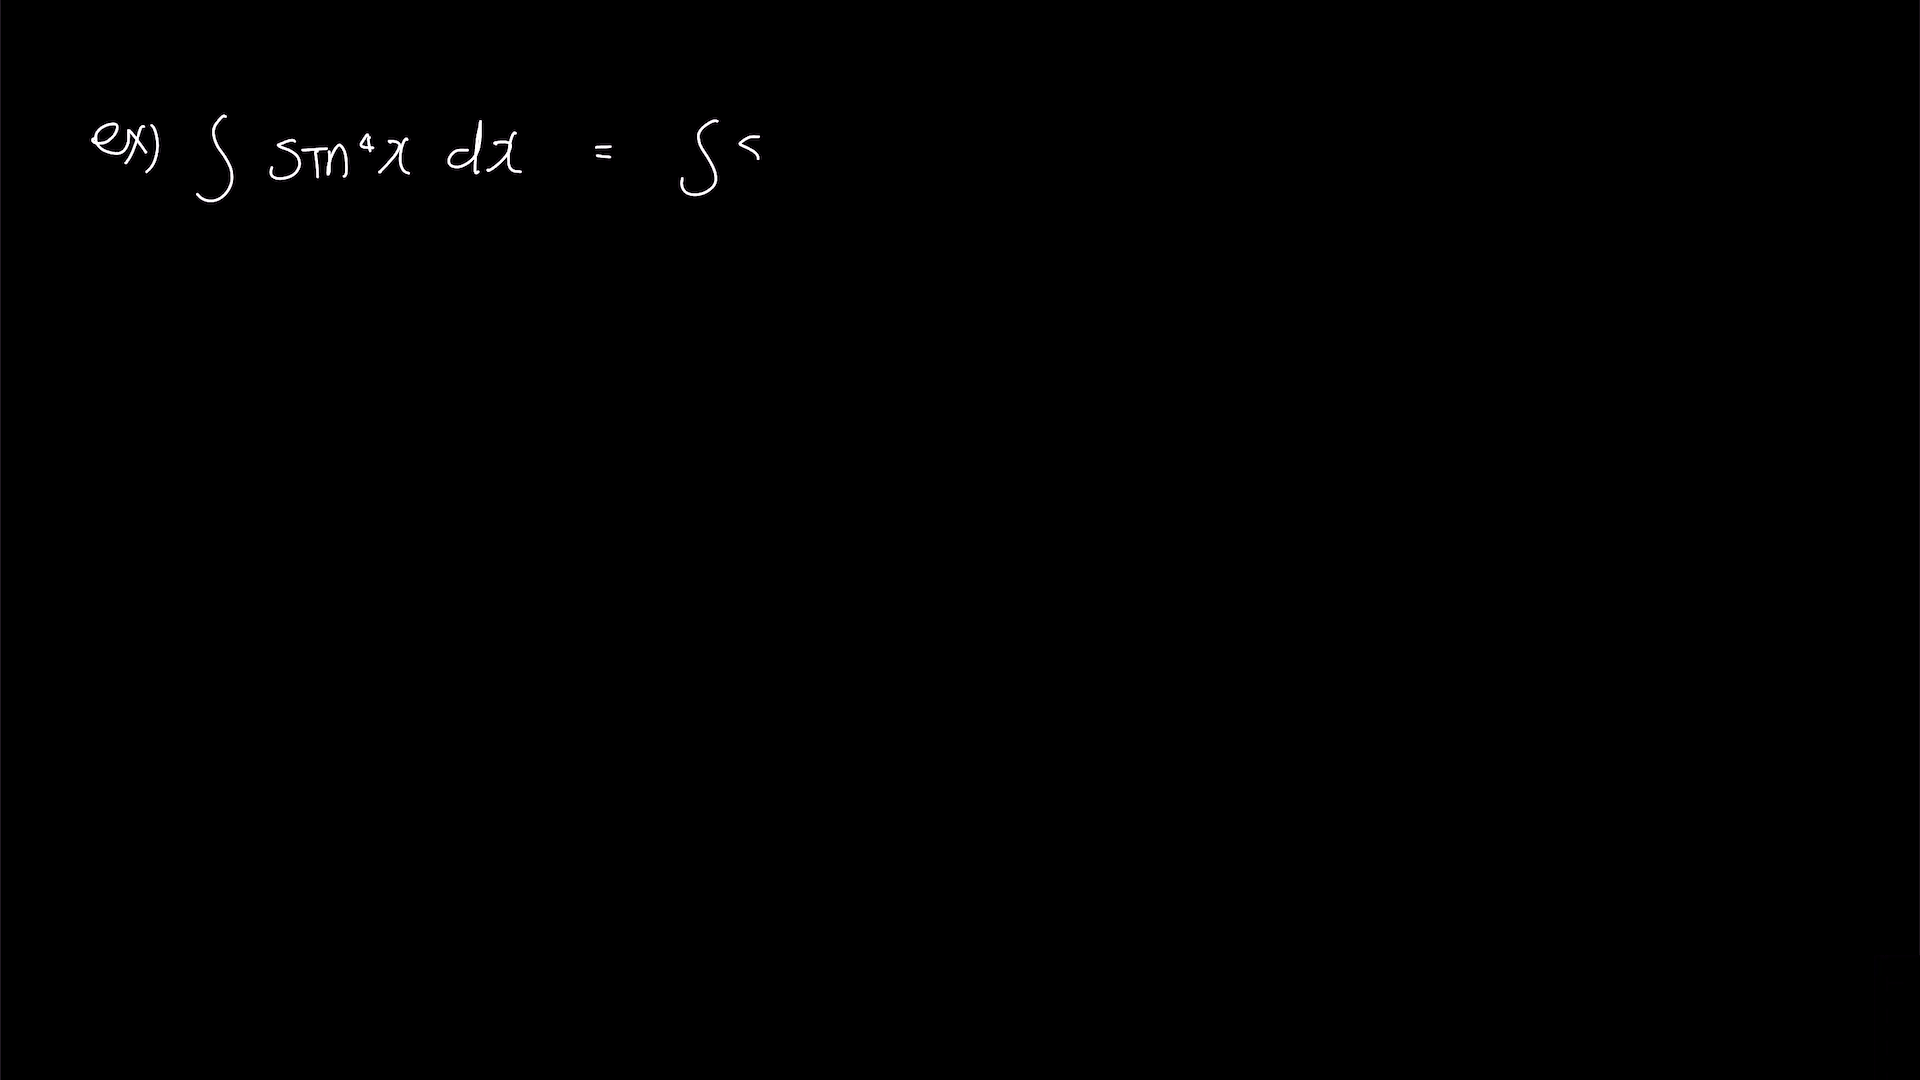 ex) ∫ sin⁴x dx = ∫